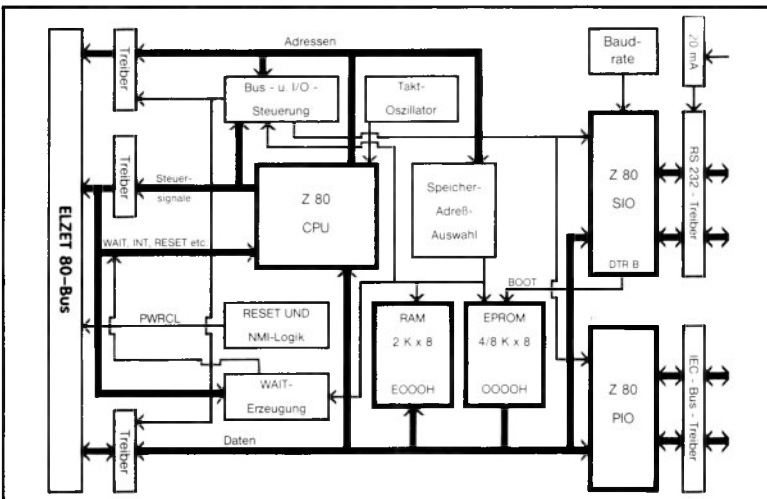 Treiber
Adressen
Bus - u. I/O -
Steuerung
Takt-
Oszillator
Baud-
rate
20 mA
Treiber
Steuer-
signale
Z 80
CPU
Speicher-
Adreß-
Auswahl
Z 80
SIO
DTR B
RS 232 - Treiber
ELZET 80-Bus
WAIT, INT, RESET etc.
BOOT
PWRCL
RESET UND
NMI-Logik
RAM
2 K x 8
EOOOH
EPROM
4/8 K x 8
OOOOH
WAIT-
Erzeugung
Z 80
PIO
IEC - Bus - Treiber
Treiber
Daten